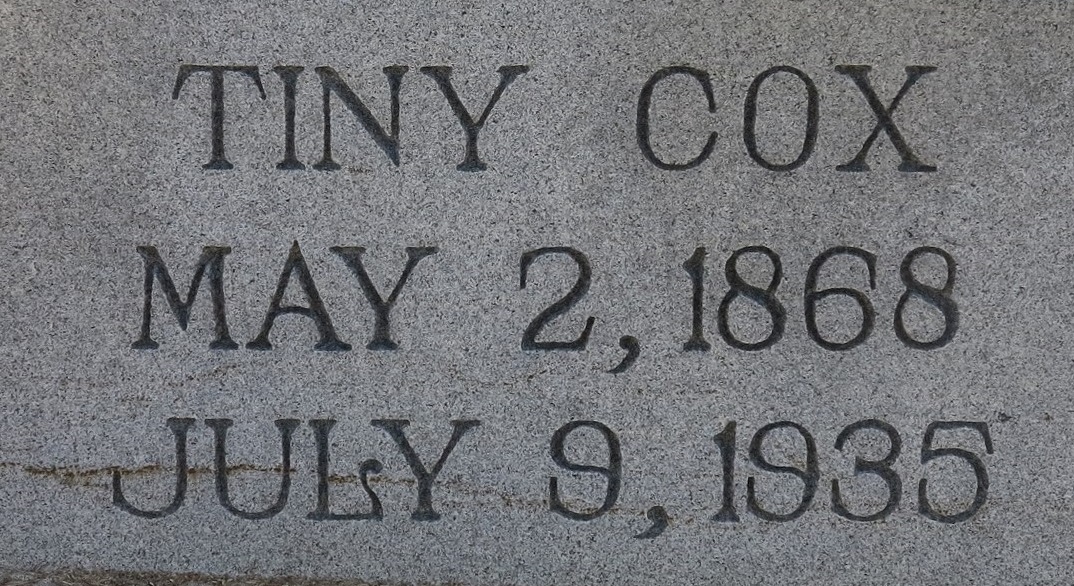 TINY COX
MAY 2, 1868
JULY 9, 1935